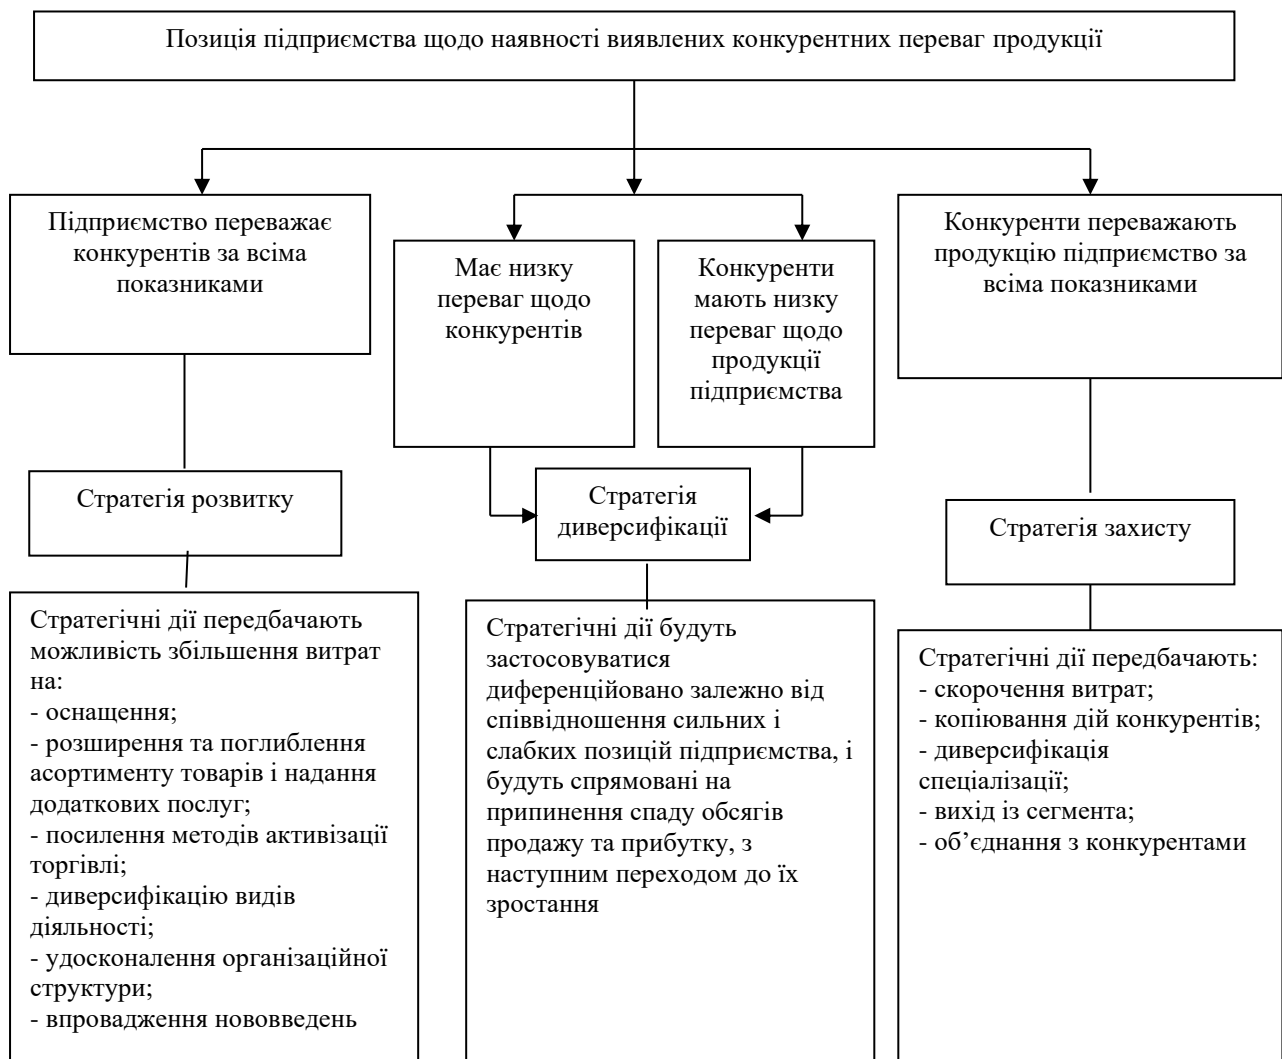 Позиція підприємства щодо наявності виявлених конкурентних переваг продукції
Підприємство переважає
конкурентів за всіма
показниками
Має низку
переваг щодо
конкурентів
Конкуренти
мають низку
переваг щодо
продукції
підприємства
Конкуренти переважають
продукцію підприємство за
всіма показниками
Стратегія розвитку
Стратегія
диверсифікації
Стратегія захисту
Стратегічні дії передбачають
можливість збільшення витрат
на:
- оснащення;
- розширення та поглиблення
асортименту товарів і надання
додаткових послуг;
- посилення методів активізації
торгівлі;
- диверсифікацію видів
діяльності;
- удосконалення організаційної
структури;
- впровадження нововведень
Стратегічні дії будуть
застосовуватися
диференційовано залежно від
співвідношення сильних і
слабких позицій підприємства, і
будуть спрямовані на
припинення спаду обсягів
продажу та прибутку, з
наступним переходом до їх
зростання
Стратегічні дії передбачають:
- скорочення витрат;
- копіювання дій конкурентів;
- диверсифікація
спеціалізації;
- вихід із сегмента;
- об’єднання з конкурентами